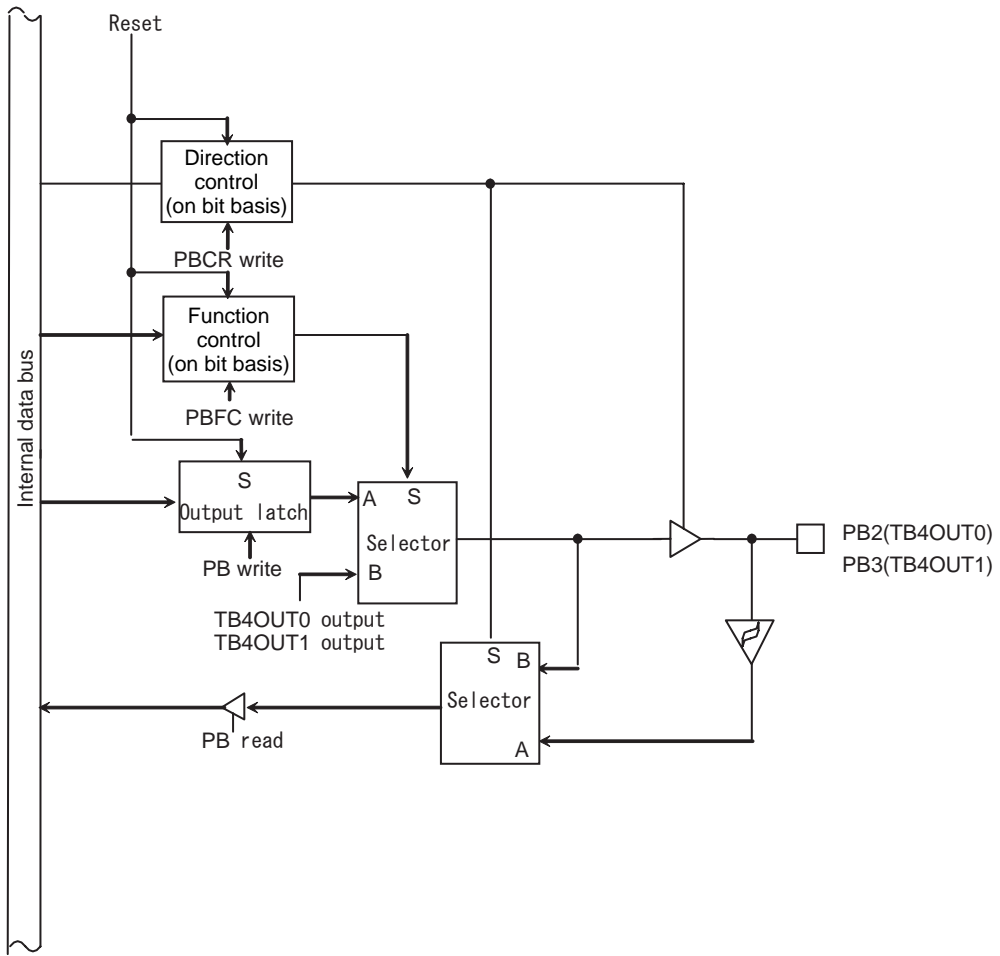 Reset
Direction
control
(on bit basis)
PBCR write
Function
control
(on bit basis)
PBFC write
Internal data bus
S
Output latch
PB write
A
S
Selector
B
TB4OUT0 output
TB4OUT1 output
PB2(TB4OUT0)
PB3(TB4OUT1)
S
B
Selector
A
PB read